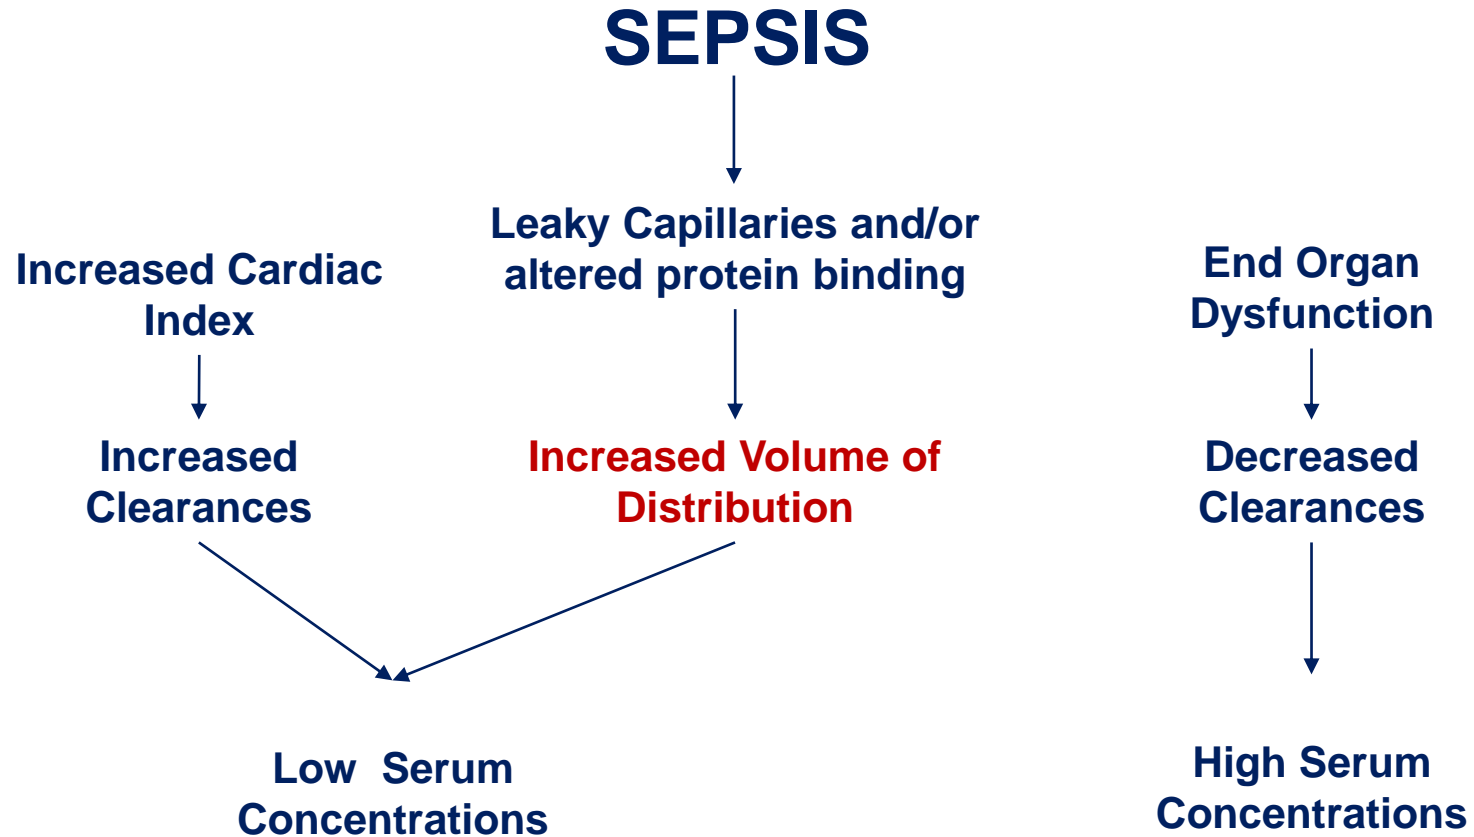 SEPSIS
Leaky Capillaries and/or
altered protein binding
Increased Cardiac
Index
End Organ
Dysfunction
Increased
Clearances
Increased Volume of
Distribution
Decreased
Clearances
Low  Serum
Concentrations
High Serum
Concentrations